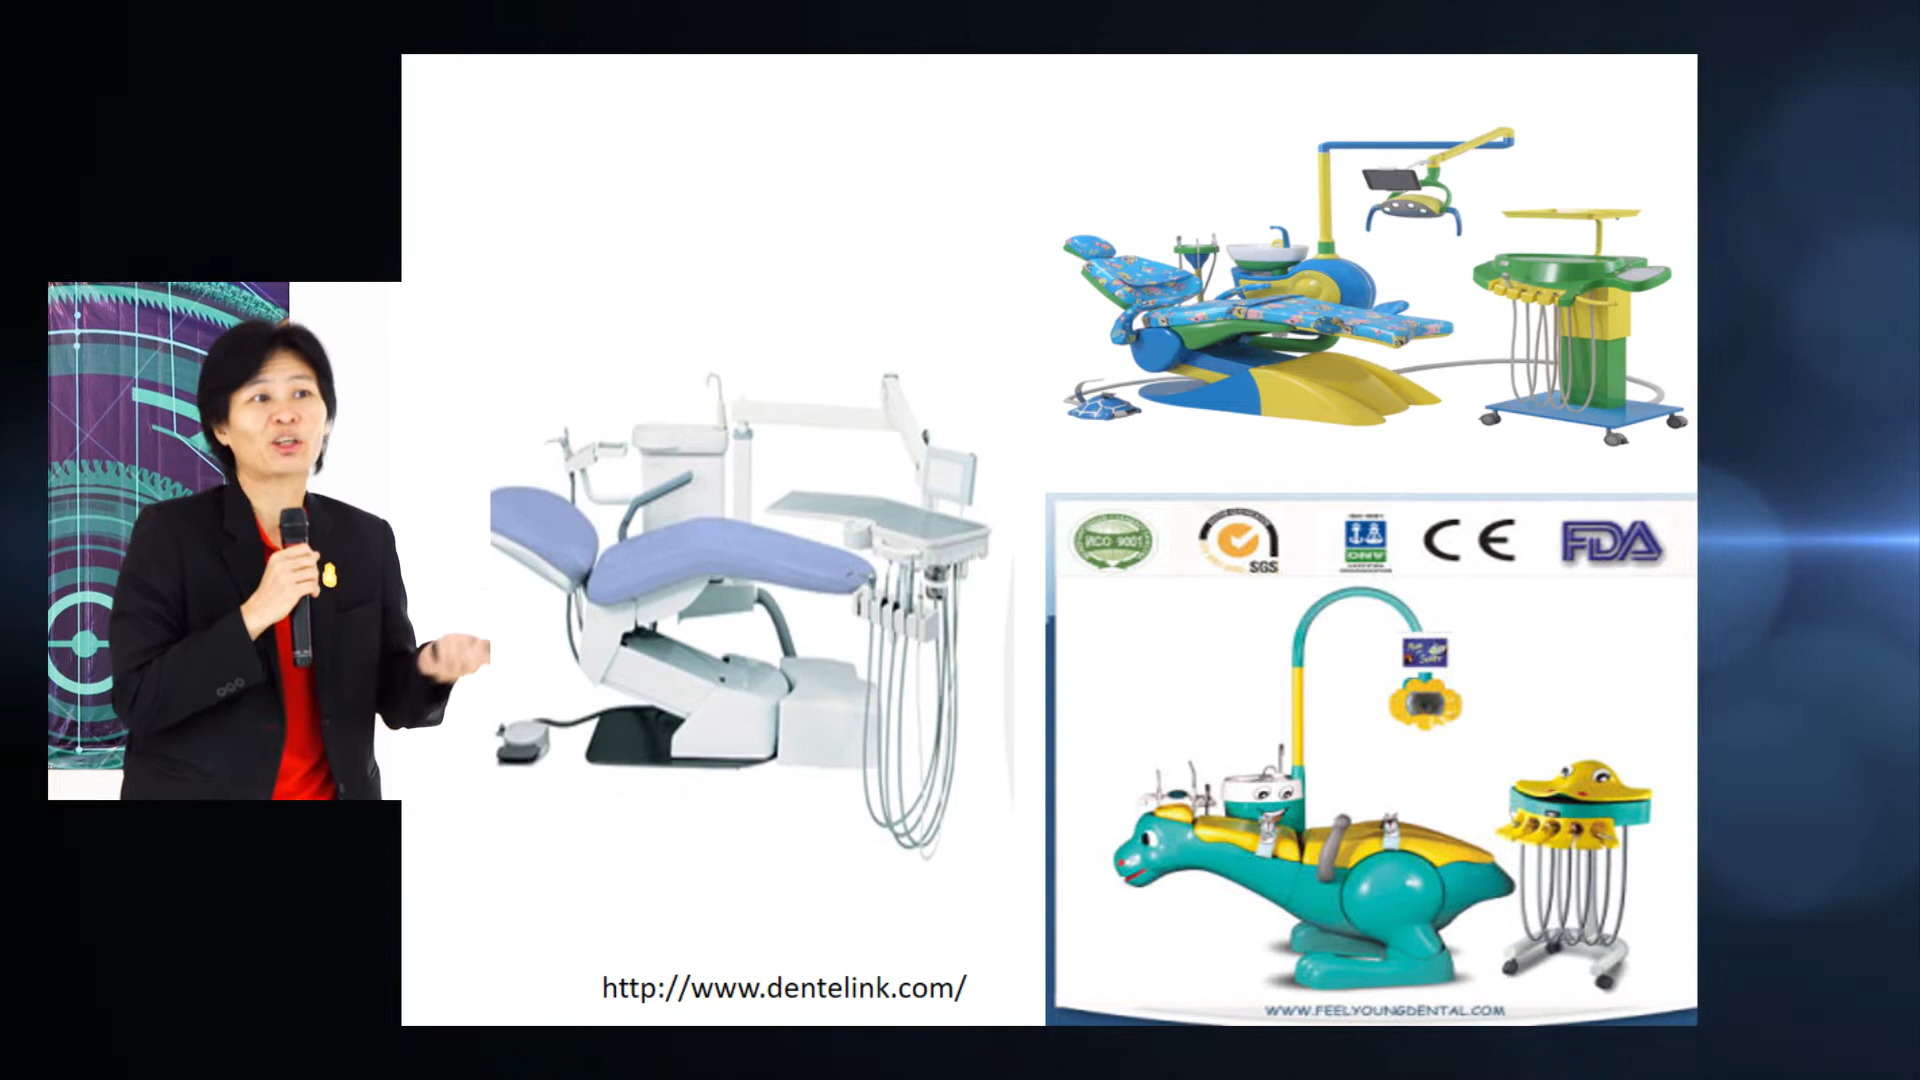 http://www.dentelink.com/
ISO 9001
SGS
DNV
CE
FDA
WWW.FEELYOUNGDENTAL.COM